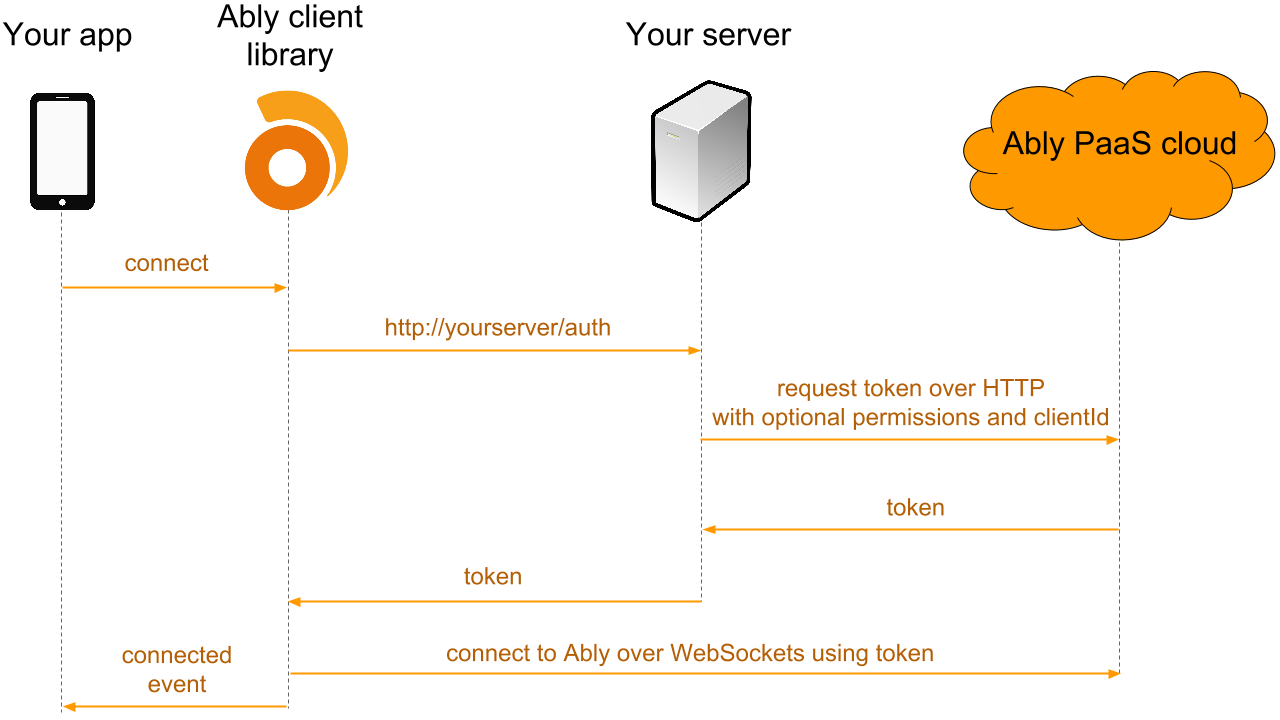 Your app
Ably client
library
Your server
Ably PaaS cloud
connect
http://yourserver/auth
request token over HTTP
with optional permissions and clientId
token
token
connected
event
connect to Ably over WebSockets using token